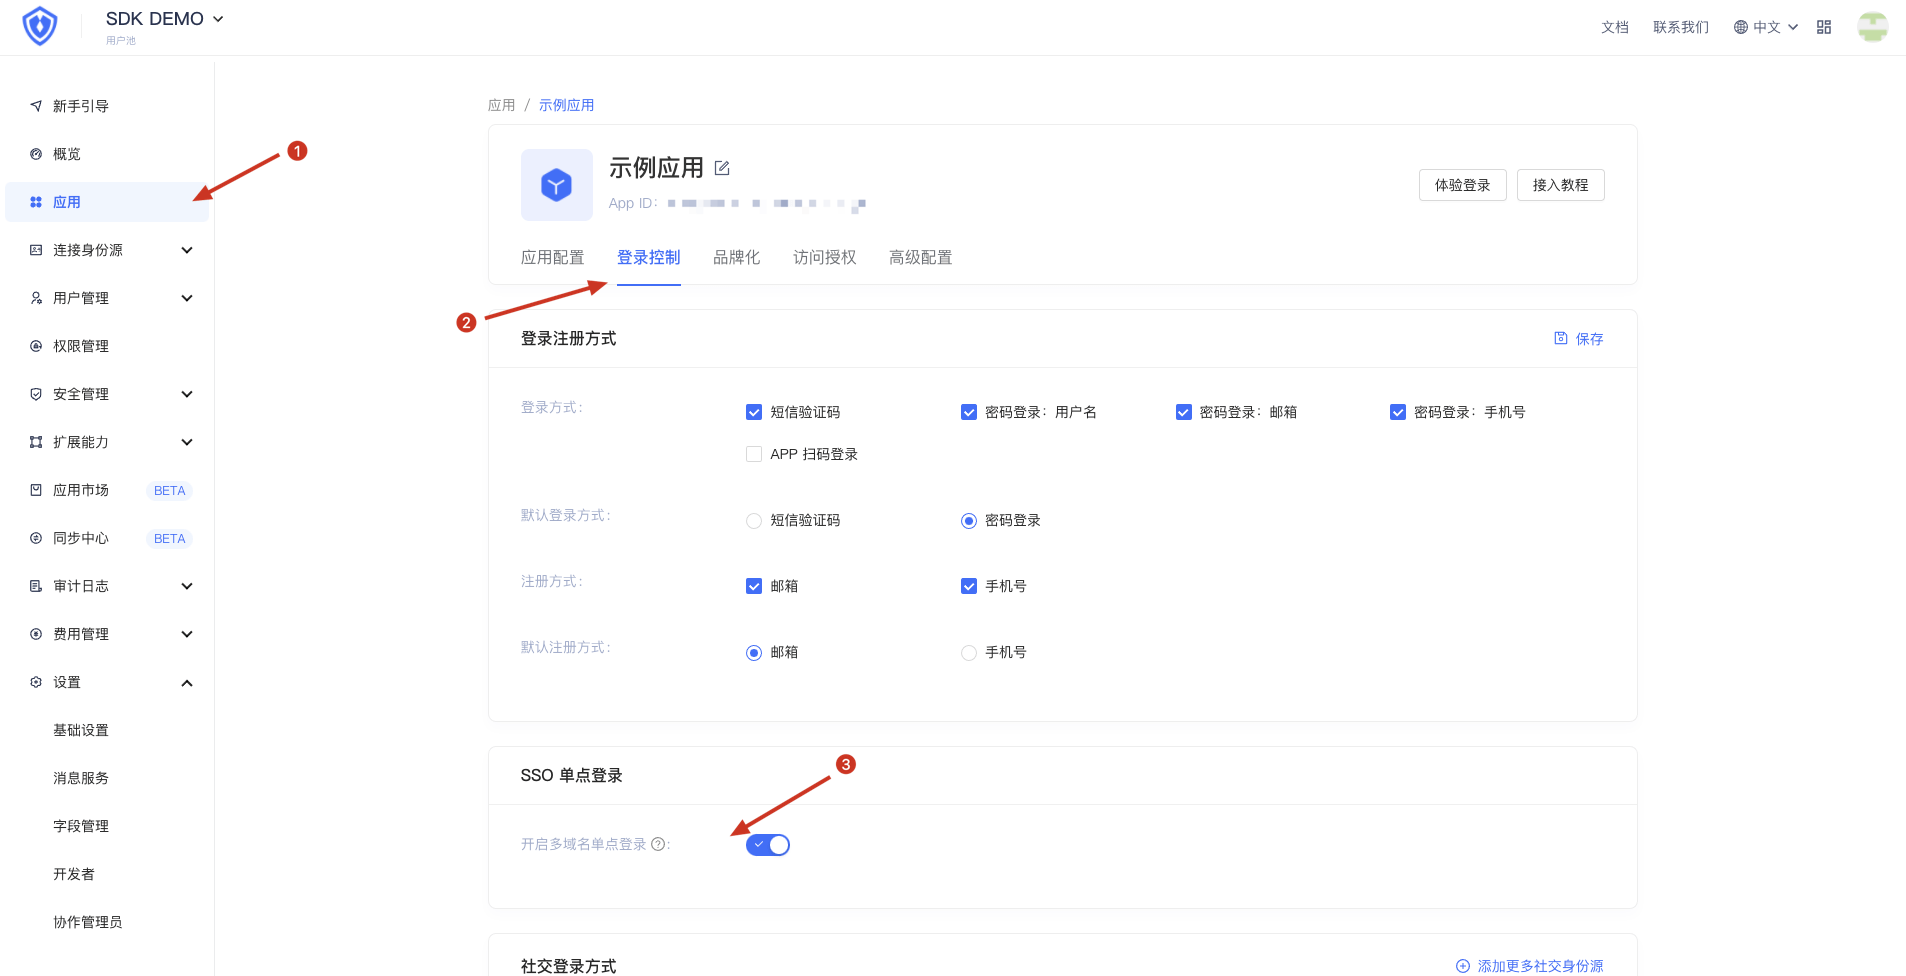 SDK DEMO
用户池
文档 联系我们 中文
新手引导
概览
应用
连接身份源
用户管理
权限管理
安全管理
扩展能力
应用市场 BETA
同步中心 BETA
审计日志
费用管理
设置
基础设置
消息服务
字段管理
开发者
协作管理员
1
应用 / 示例应用
示例应用
App ID：
体验登录 接入教程
应用配置 登录控制 品牌化 访问授权 高级配置
2
登录注册方式 保存
登录方式： 短信验证码 密码登录：用户名 密码登录：邮箱 密码登录：手机号
APP 扫码登录
默认登录方式： 短信验证码 密码登录
注册方式： 邮箱 手机号
默认注册方式： 邮箱 手机号
3
SSO 单点登录
开启多域名单点登录 ?：
社交登录方式 添加更多社交身份源